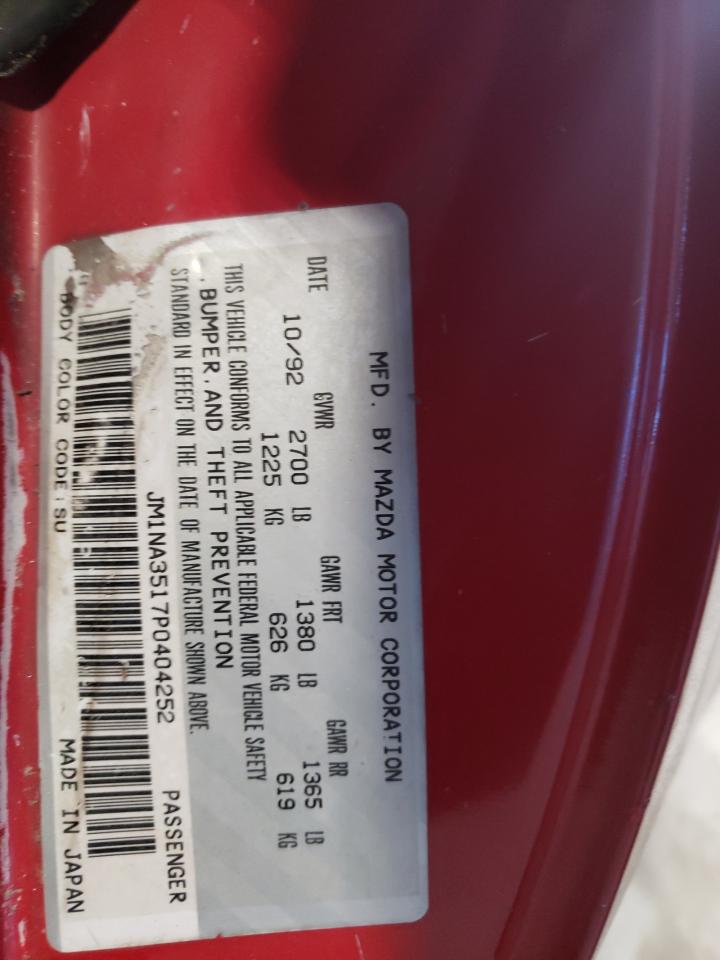 MFD. BY MAZDA MOTOR CORPORATION
DATE GVWR GAWR FRT GAWR RR
10/92 2700 LB 1380 LB 1365 LB
1225 KG 626 KG 619 KG
THIS VEHICLE CONFORMS TO ALL APPLICABLE FEDERAL MOTOR VEHICLE SAFETY
, BUMPER, AND THEFT PREVENTION
STANDARD IN EFFECT ON THE DATE OF MANUFACTURE SHOWN ABOVE.
JM1NA3517P0404252 PASSENGER
BODY COLOR CODE:SU MADE IN JAPAN